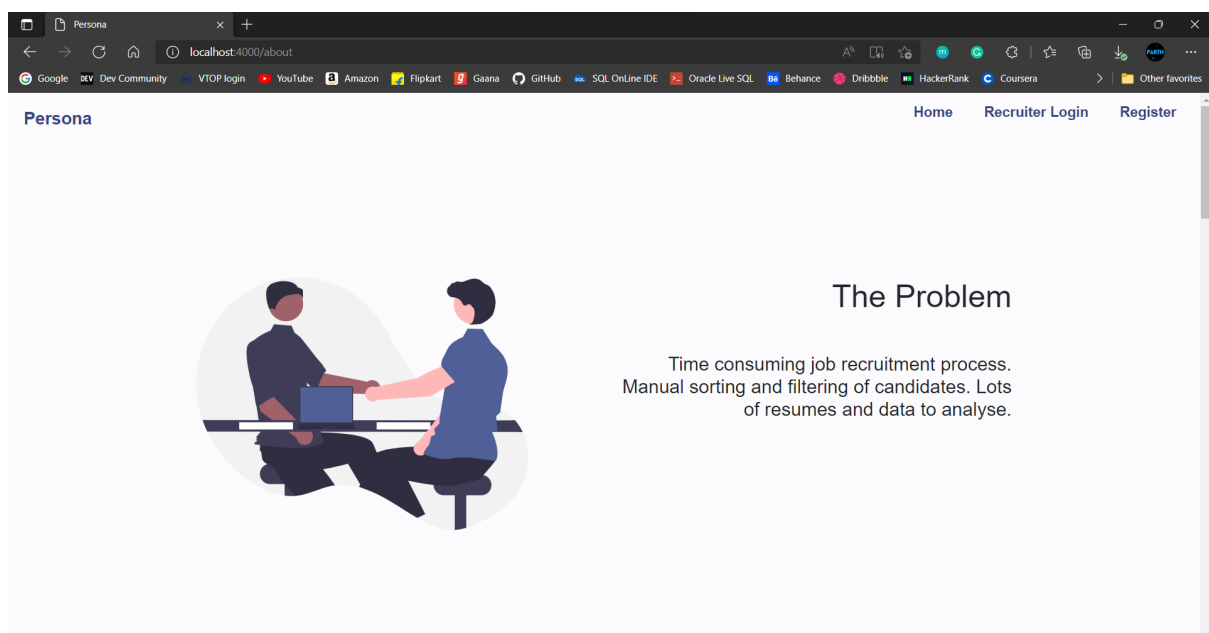 Persona
localhost:4000/about
Google Dev Community VTOP login YouTube Amazon Flipkart Gaana GitHub SQL OnLine IDE Oracle Live SQL Behance Dribbble HackerRank Coursera Other favorites
Persona
Home Recruiter Login Register
The Problem
Time consuming job recruitment process.
Manual sorting and filtering of candidates. Lots
of resumes and data to analyse.